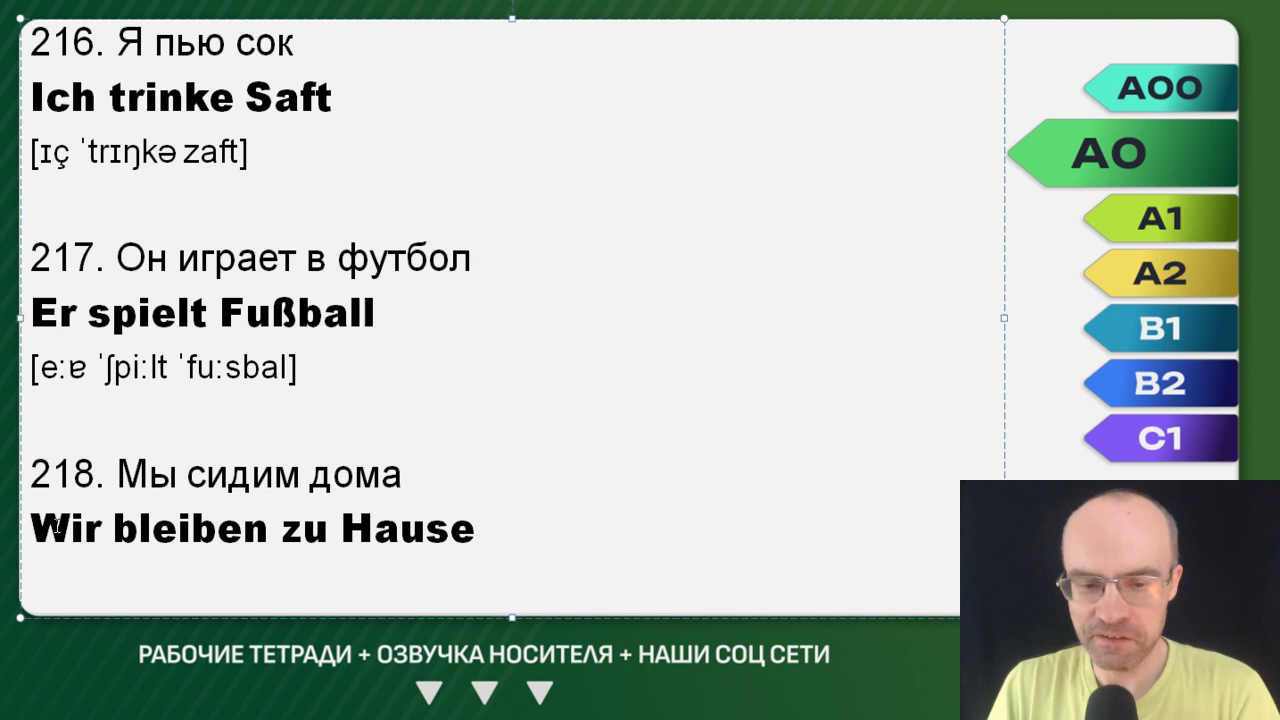 216. Я пью сок
Ich trinke Saft
[ɪç ˈtrɪŋkə zaft]
217. Он играет в футбол
Er spielt Fußball
[eːɐ ˈʃpiːlt ˈfuːsbal]
218. Мы сидим дома
Wir bleiben zu Hause
A00
A0
A1
A2
B1
B2
C1
РАБОЧИЕ ТЕТРАДИ + ОЗВУЧКА НОСИТЕЛЯ + НАШИ СОЦ СЕТИ